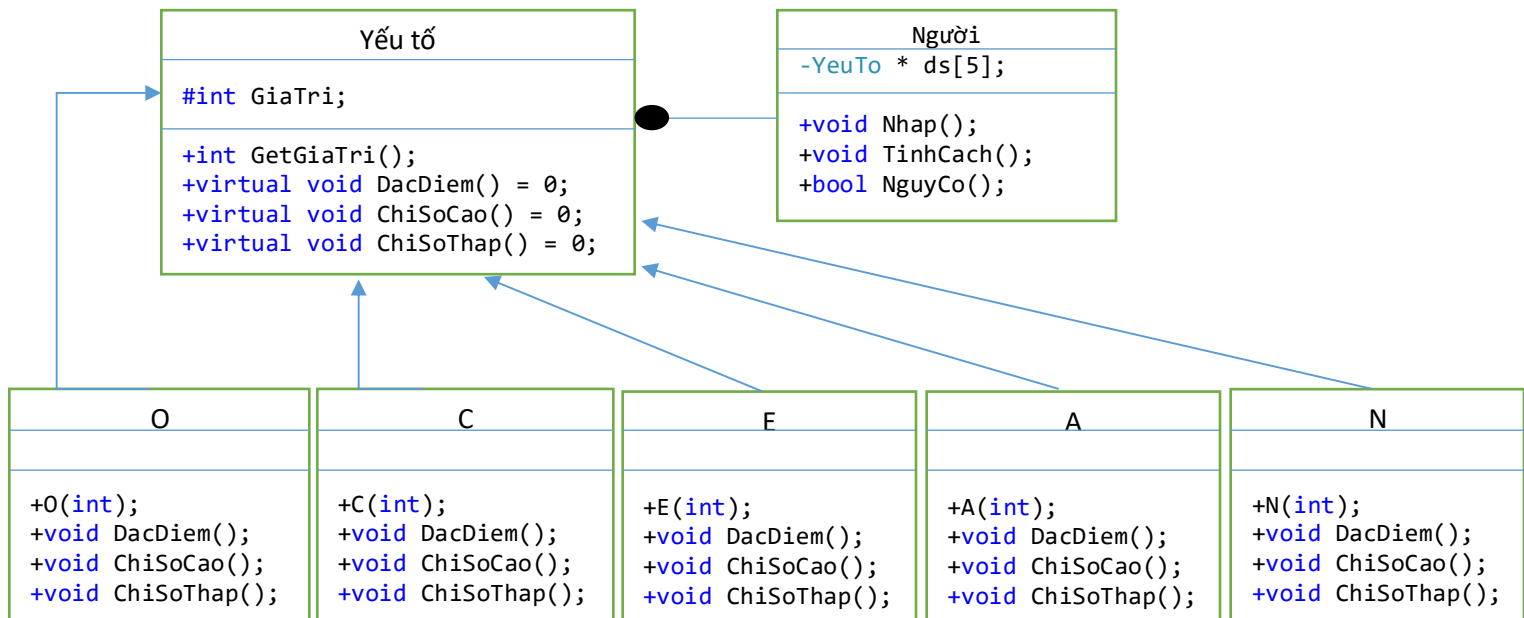 Yếu tố
#int GiaTri;
+int GetGiaTri();
+virtual void DacDiem() = 0;
+virtual void ChiSoCao() = 0;
+virtual void ChiSoThap() = 0;
Người
-YeuTo * ds[5];
+void Nhap();
+void TinhCach();
+bool NguyCo();
O
+O(int);
+void DacDiem();
+void ChiSoCao();
+void ChiSoThap();
C
+C(int);
+void DacDiem();
+void ChiSoCao();
+void ChiSoThap();
E
+E(int);
+void DacDiem();
+void ChiSoCao();
+void ChiSoThap();
A
+A(int);
+void DacDiem();
+void ChiSoCao();
+void ChiSoThap();
N
+N(int);
+void DacDiem();
+void ChiSoCao();
+void ChiSoThap();